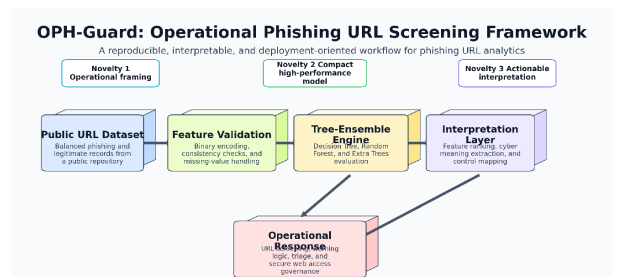 OPH-Guard: Operational Phishing URL Screening Framework
A reproducible, interpretable, and deployment-oriented workflow for phishing URL analytics
Novelty 1
Operational framing
Novelty 2 Compact
high-performance
model
Novelty 3 Actionable
interpretation
Public URL Dataset
Balanced phishing and
legitimate records from
a public repository
Feature Validation
Binary encoding,
consistency checks, and
missing-value handling
Tree-Ensemble
Engine
Decision Tree, Random
Forest, and Extra Trees
evaluation
Interpretation
Layer
Feature ranking, cyber
meaning extraction, and
control mapping
Operational
Response
URL
logic, triage, and
secure web access
governance